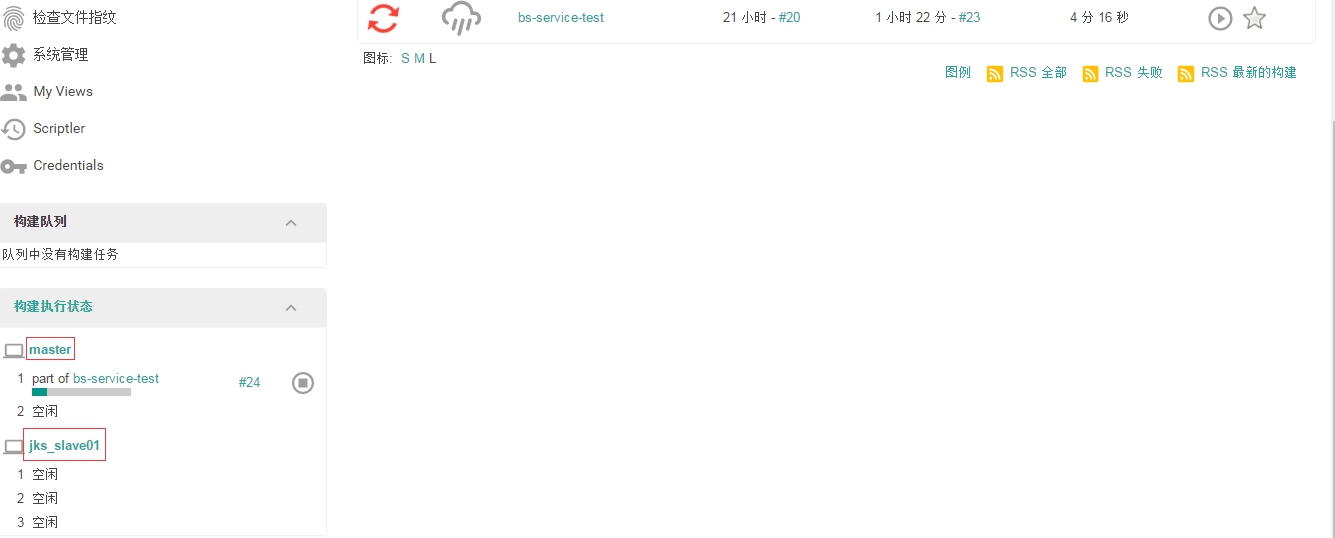 检查文件指纹
系统管理
My Views
Scriptler
Credentials
bs-service-test 21 小时 - #20 1 小时 22 分 - #23 4 分 16 秒
图标: S M L
图例 RSS 全部 RSS 失败 RSS 最新的构建
构建队列
队列中没有构建任务
构建执行状态
master
1 part of bs-service-test #24
2 空闲
jks_slave01
1 空闲
2 空闲
3 空闲